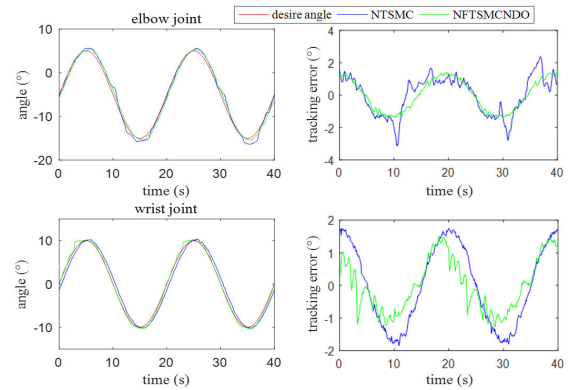 elbow joint
desire angle NTSMC NFTSMCNDO
10
0
-10
-20
angle (°)
0 10 20 30 40
time (s)
4
2
0
-2
-4
tracking error (°)
0 10 20 30 40
time (s)
wrist joint
10
0
-10
angle (°)
0 10 20 30 40
time (s)
2
1
0
-1
-2
tracking error (°)
0 10 20 30 40
time (s)